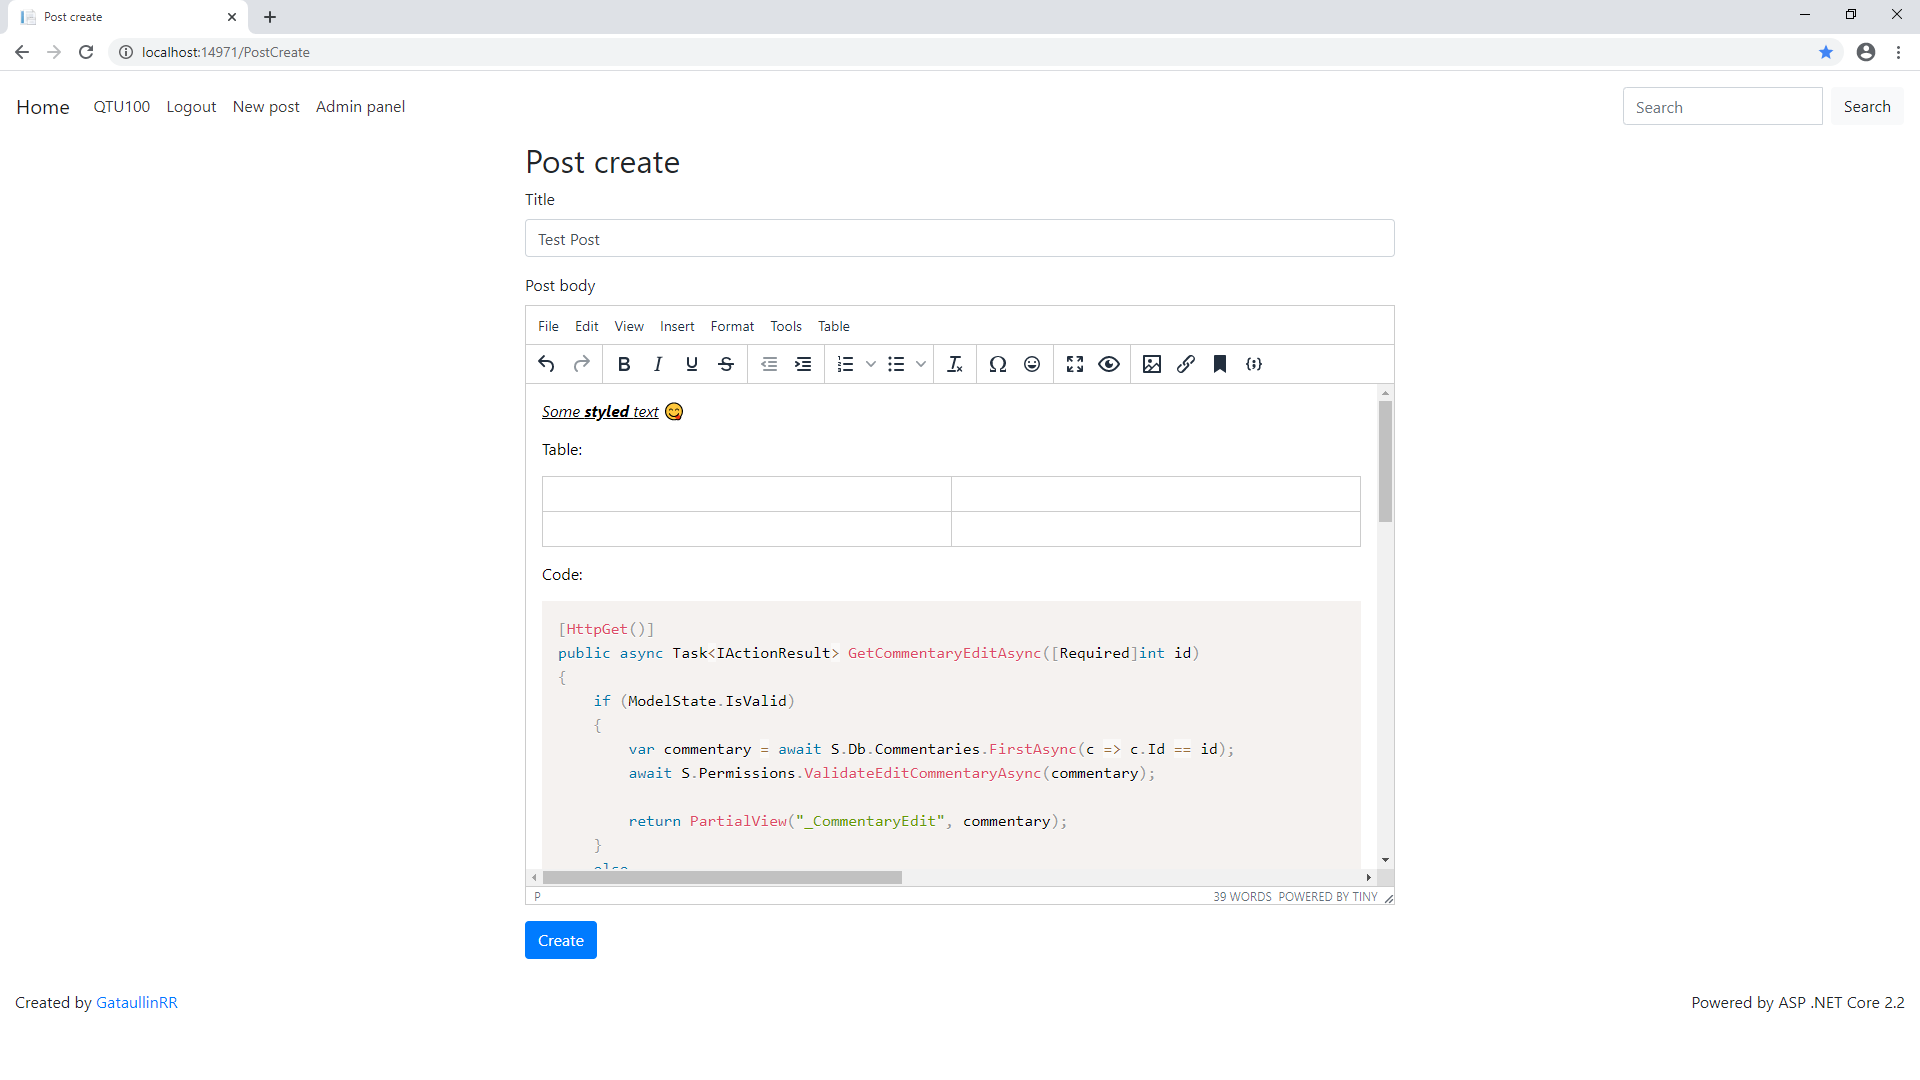 Post create
localhost:14971/PostCreate
Home QTU100 Logout New post Admin panel Search Search
Post create
Title
Test Post
Post body
File Edit View Insert Format Tools Table
Some styled text 😋
Table:
Code:
[HttpGet()]
public async Task<IActionResult> GetCommentaryEditAsync([Required]int id)
{
    if (ModelState.IsValid)
    {
        var commentary = await S.Db.Commentaries.FirstAsync(c => c.Id == id);
        await S.Permissions.ValidateEditCommentaryAsync(commentary);
        return PartialView("_CommentaryEdit", commentary);
    }
    else
P 39 WORDS POWERED BY TINY
Create
Created by GataullinRR Powered by ASP .NET Core 2.2